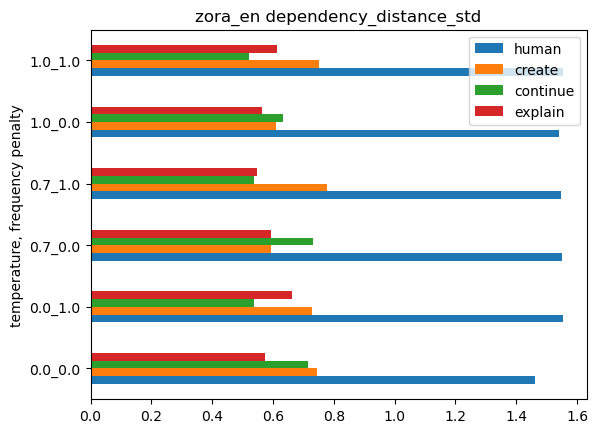 zora_en dependency_distance_std
temperature, frequency penalty
1.0_1.0
1.0_0.0
0.7_1.0
0.7_0.0
0.0_1.0
0.0_0.0
0.0 0.2 0.4 0.6 0.8 1.0 1.2 1.4 1.6
human
create
continue
explain